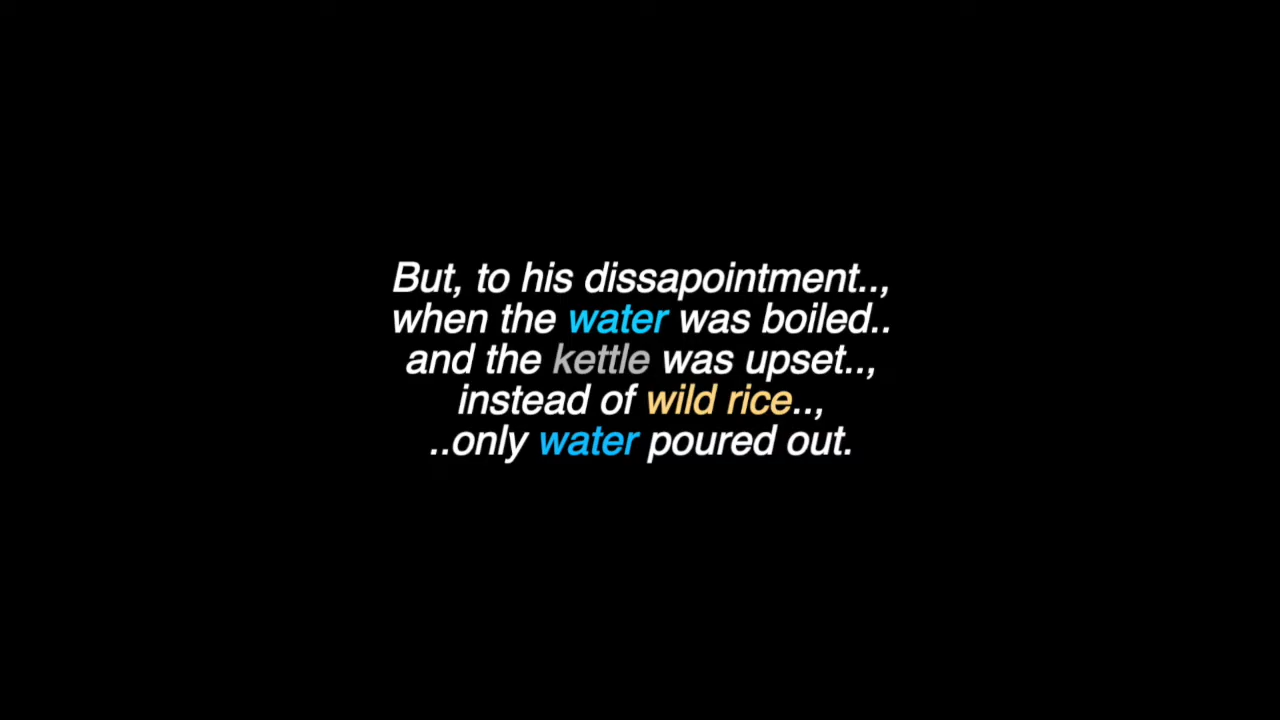 But, to his dissapointment..,
when the water was boiled..
and the kettle was upset..,
instead of wild rice..,
..only water poured out.